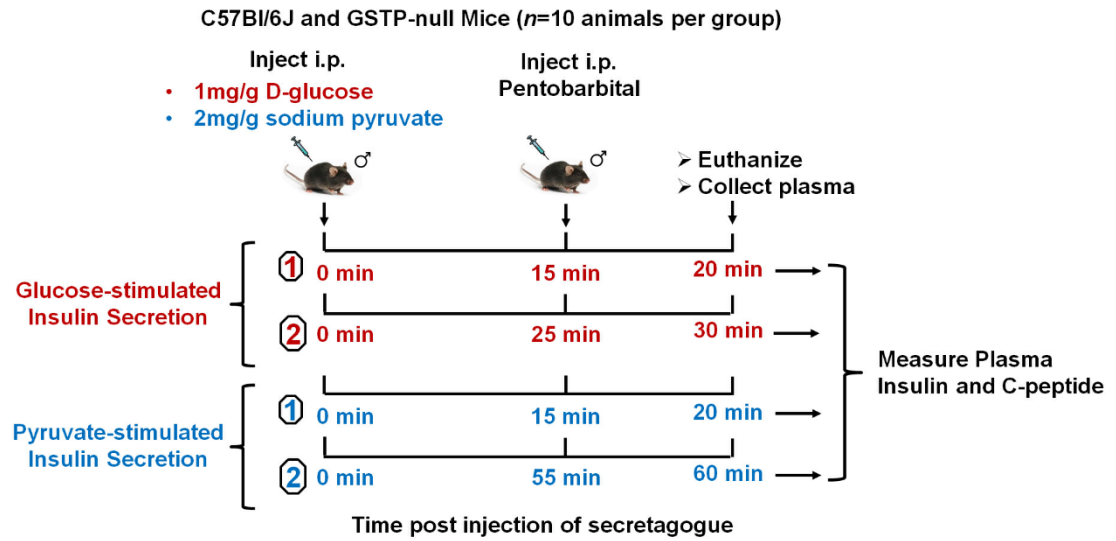 C57Bl/6J and GSTP-null Mice (n=10 animals per group)
Inject i.p.
• 1mg/g D-glucose
• 2mg/g sodium pyruvate
Inject i.p.
Pentobarbital
♂
♂
➢ Euthanize
➢ Collect plasma
Glucose-stimulated
Insulin Secretion
1 0 min 15 min 20 min
2 0 min 25 min 30 min
Pyruvate-stimulated
Insulin Secretion
1 0 min 15 min 20 min
2 0 min 55 min 60 min
Measure Plasma
Insulin and C-peptide
Time post injection of secretagogue